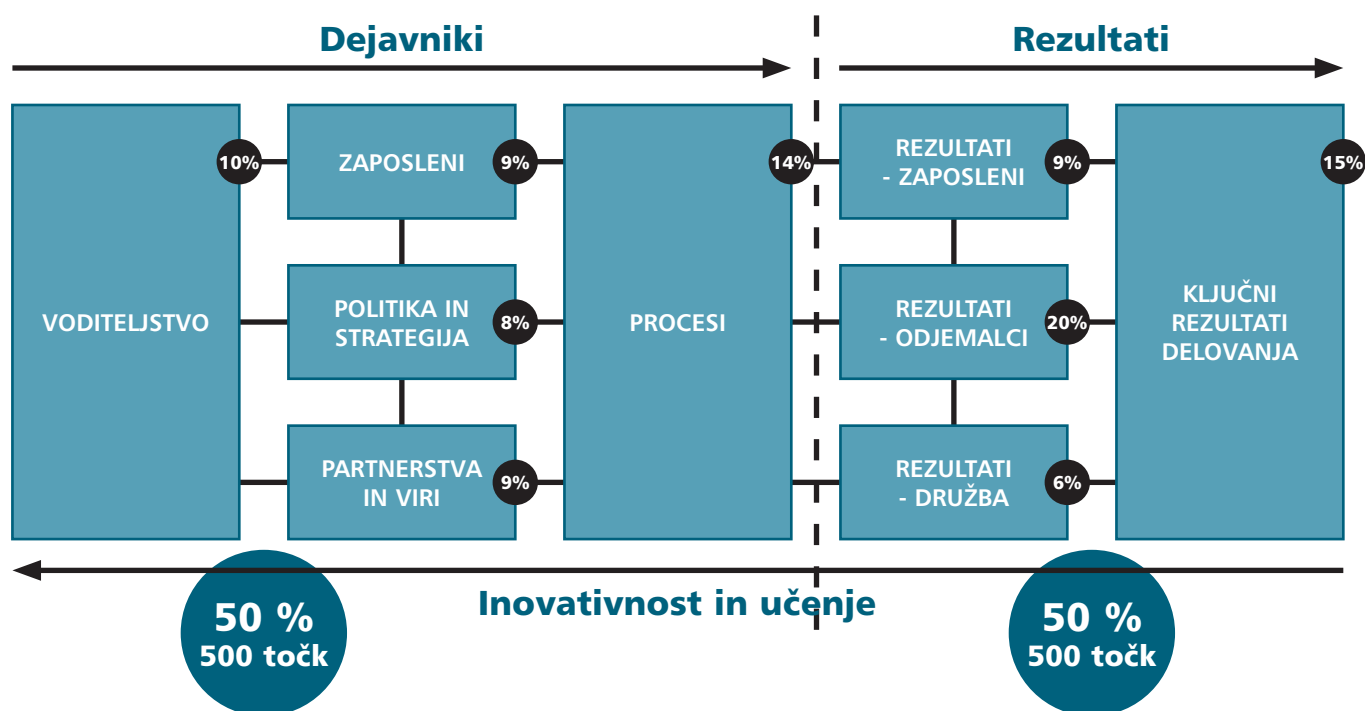 Dejavniki
Rezultati
VODITELJSTVO
10%
ZAPOSLENI
9%
POLITIKA IN
STRATEGIJA
8%
PARTNERSTVA
IN VIRI
9%
PROCESI
14%
REZULTATI
- ZAPOSLENI
9%
REZULTATI
- ODJEMALCI
20%
REZULTATI
- DRUŽBA
6%
KLJUČNI
REZULTATI
DELOVANJA
15%
Inovativnost in učenje
50 %
500 točk
50 %
500 točk